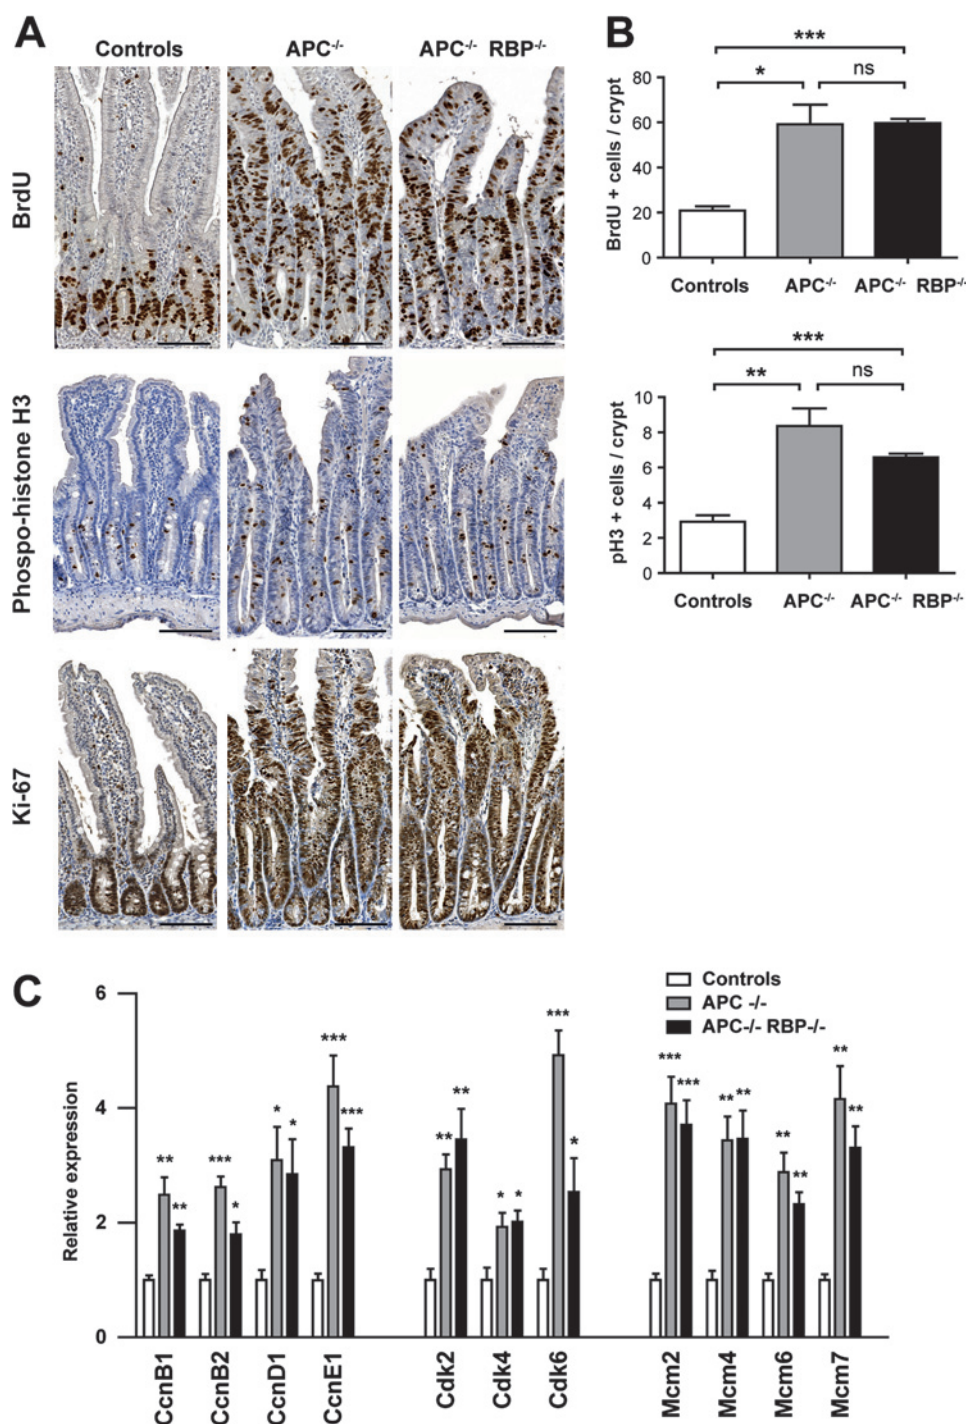 A
Controls
APC-/-
APC-/- RBP-/-
BrdU
Phospo-histone H3
Ki-67
B
***
*
ns
BrdU + cells / crypt
80
60
40
20
0
Controls
APC-/-
APC-/- RBP-/-
***
**
ns
pH3 + cells / crypt
10
8
6
4
2
0
Controls
APC-/-
APC-/- RBP-/-
C
Controls
APC -/-
APC-/- RBP-/-
Relative expression
6
4
2
0
** ** *** * * * *** *** ** ** * * *** * *** *** ** ** ** ** ** **
CcnB1
CcnB2
CcnD1
CcnE1
Cdk2
Cdk4
Cdk6
Mcm2
Mcm4
Mcm6
Mcm7